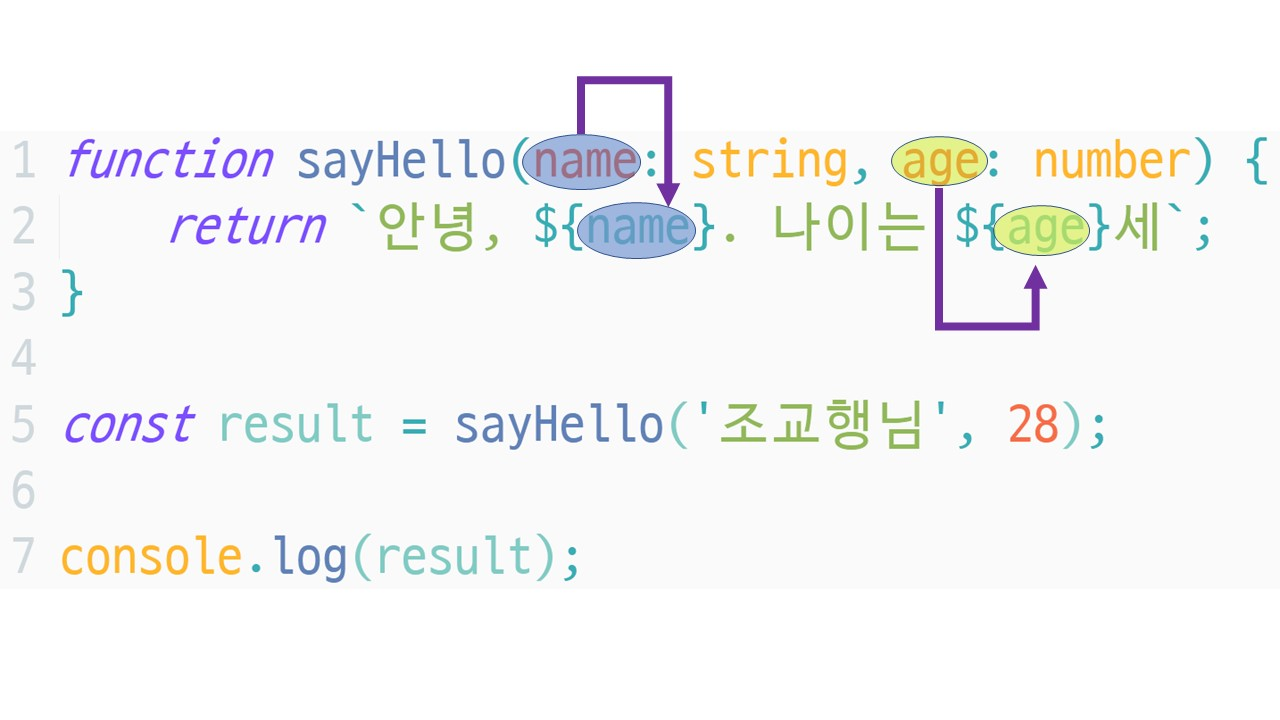 1 function sayHello(name: string, age: number) {
2     return `안녕, ${name}. 나이는 ${age}세`;
3 }
4
5 const result = sayHello('조교행님', 28);
6
7 console.log(result);